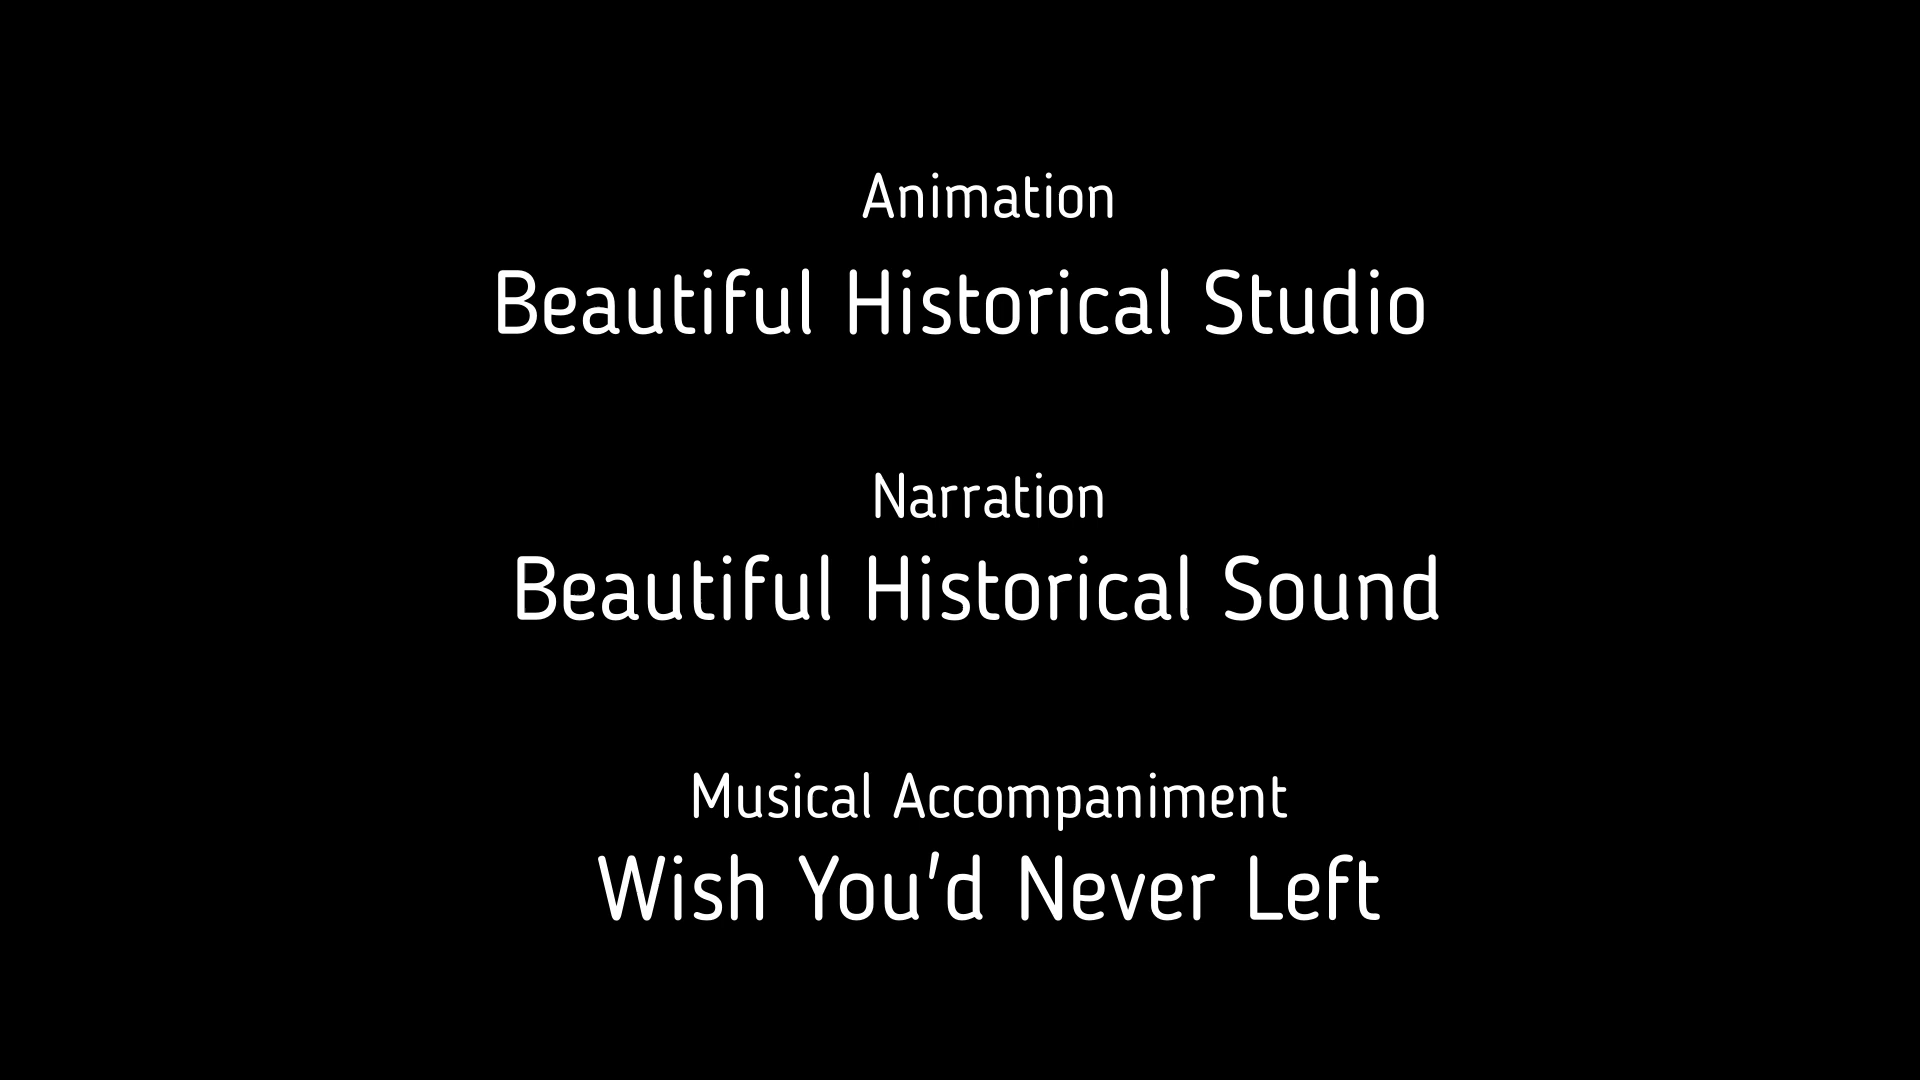 Animation
Beautiful Historical Studio
Narration
Beautiful Historical Sound
Musical Accompaniment
Wish You'd Never Left